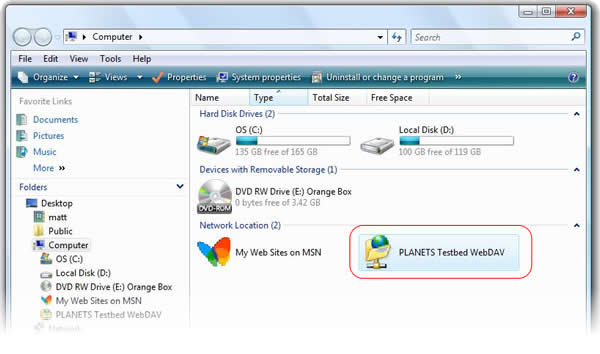 Computer
Search
File Edit View Tools Help
Organize Views Properties System properties Uninstall or change a program »
Favorite Links
Documents
Pictures
Music
More »
Folders
Desktop
matt
Public
Computer
OS (C:)
Local Disk (D:)
DVD RW Drive (E:) Orange Box
My Web Sites on MSN
PLANETS Testbed WebDAV
Network
Name Type Total Size Free Space
Hard Disk Drives (2)
OS (C:) Local Disk (D:)
135 GB free of 165 GB 100 GB free of 119 GB
Devices with Removable Storage (1)
DVD RW Drive (E:) Orange Box
0 bytes free of 3.42 GB
DVD-ROM
Network Location (2)
My Web Sites on MSN PLANETS Testbed WebDAV